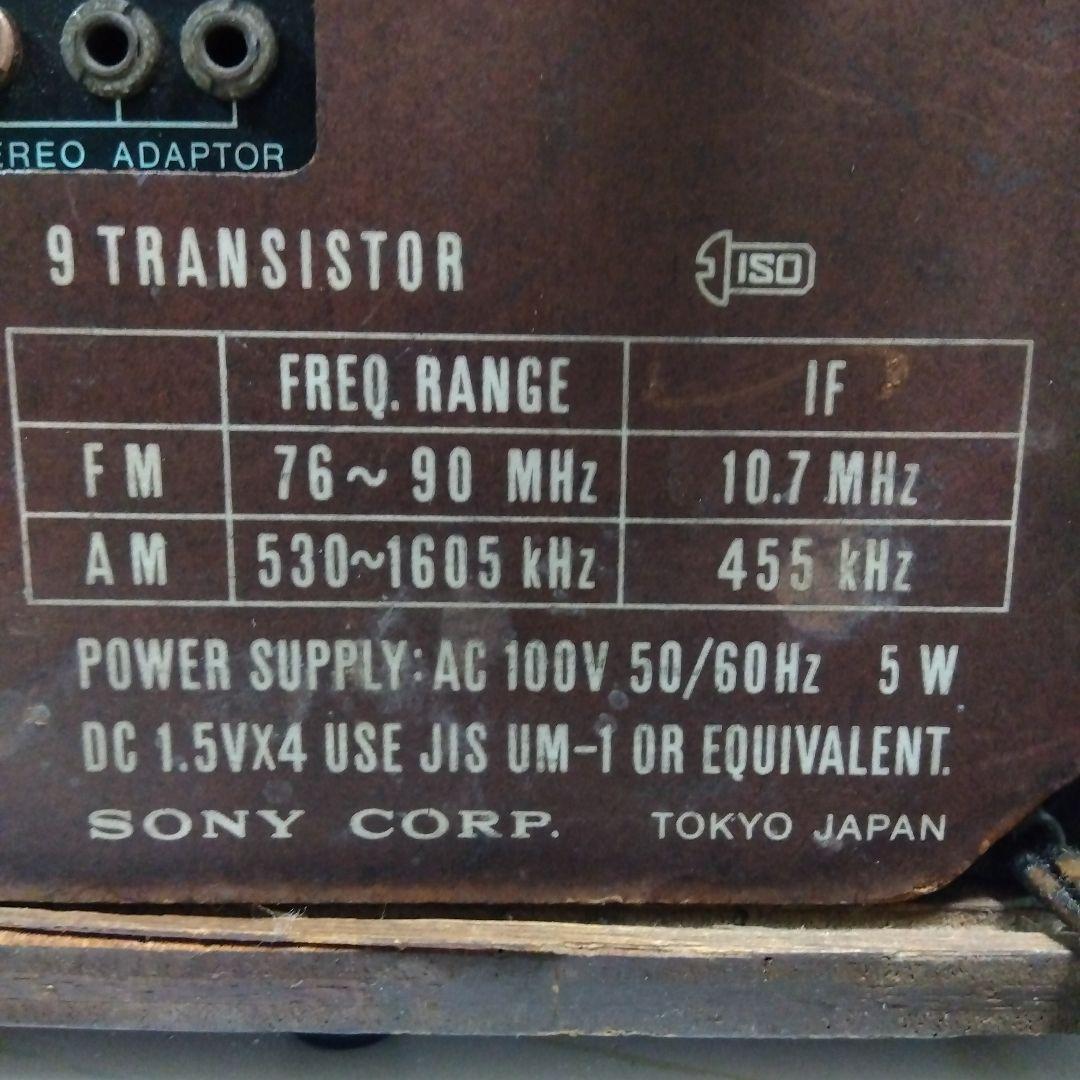 EREO ADAPTOR
9 TRANSISTOR
ISO
FREQ. RANGE IF
FM 76~90 MHz 10.7 MHz
AM 530~1605 kHz 455 kHz
POWER SUPPLY: AC 100V 50/60Hz 5 W
DC 1.5VX4 USE JIS UM-1 OR EQUIVALENT.
SONY CORP. TOKYO JAPAN